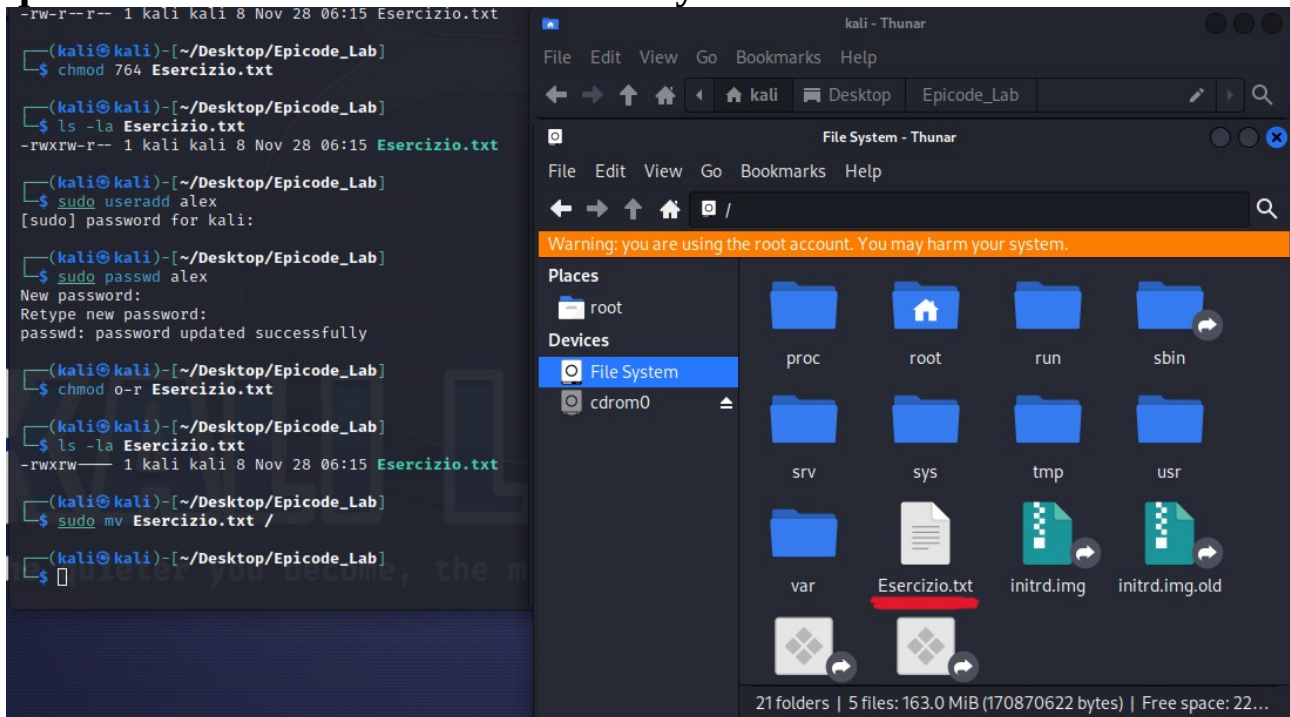 -rw-r--r-- 1 kali kali 8 Nov 28 06:15 Esercizio.txt
┌──(kali㉿kali)-[~/Desktop/Epicode_Lab]
└─$ chmod 764 Esercizio.txt
┌──(kali㉿kali)-[~/Desktop/Epicode_Lab]
└─$ ls -la Esercizio.txt
-rwxrw-r-- 1 kali kali 8 Nov 28 06:15 Esercizio.txt
┌──(kali㉿kali)-[~/Desktop/Epicode_Lab]
└─$ sudo useradd alex
[sudo] password for kali:
┌──(kali㉿kali)-[~/Desktop/Epicode_Lab]
└─$ sudo passwd alex
New password:
Retype new password:
passwd: password updated successfully
┌──(kali㉿kali)-[~/Desktop/Epicode_Lab]
└─$ chmod o-r Esercizio.txt
┌──(kali㉿kali)-[~/Desktop/Epicode_Lab]
└─$ ls -la Esercizio.txt
-rwxrw---- 1 kali kali 8 Nov 28 06:15 Esercizio.txt
┌──(kali㉿kali)-[~/Desktop/Epicode_Lab]
└─$ sudo mv Esercizio.txt /
┌──(kali㉿kali)-[~/Desktop/Epicode_Lab]
└─$
quieter you become, the
kali - Thunar
File Edit View Go Bookmarks Help
kali Desktop Epicode_Lab
File System - Thunar
File Edit View Go Bookmarks Help
/
Warning: you are using the root account. You may harm your system.
Places
root
Devices
File System
cdrom0
proc root run sbin
srv sys tmp usr
var Esercizio.txt initrd.img initrd.img.old
21 folders | 5 files: 163.0 MiB (170870622 bytes) | Free space: 22...